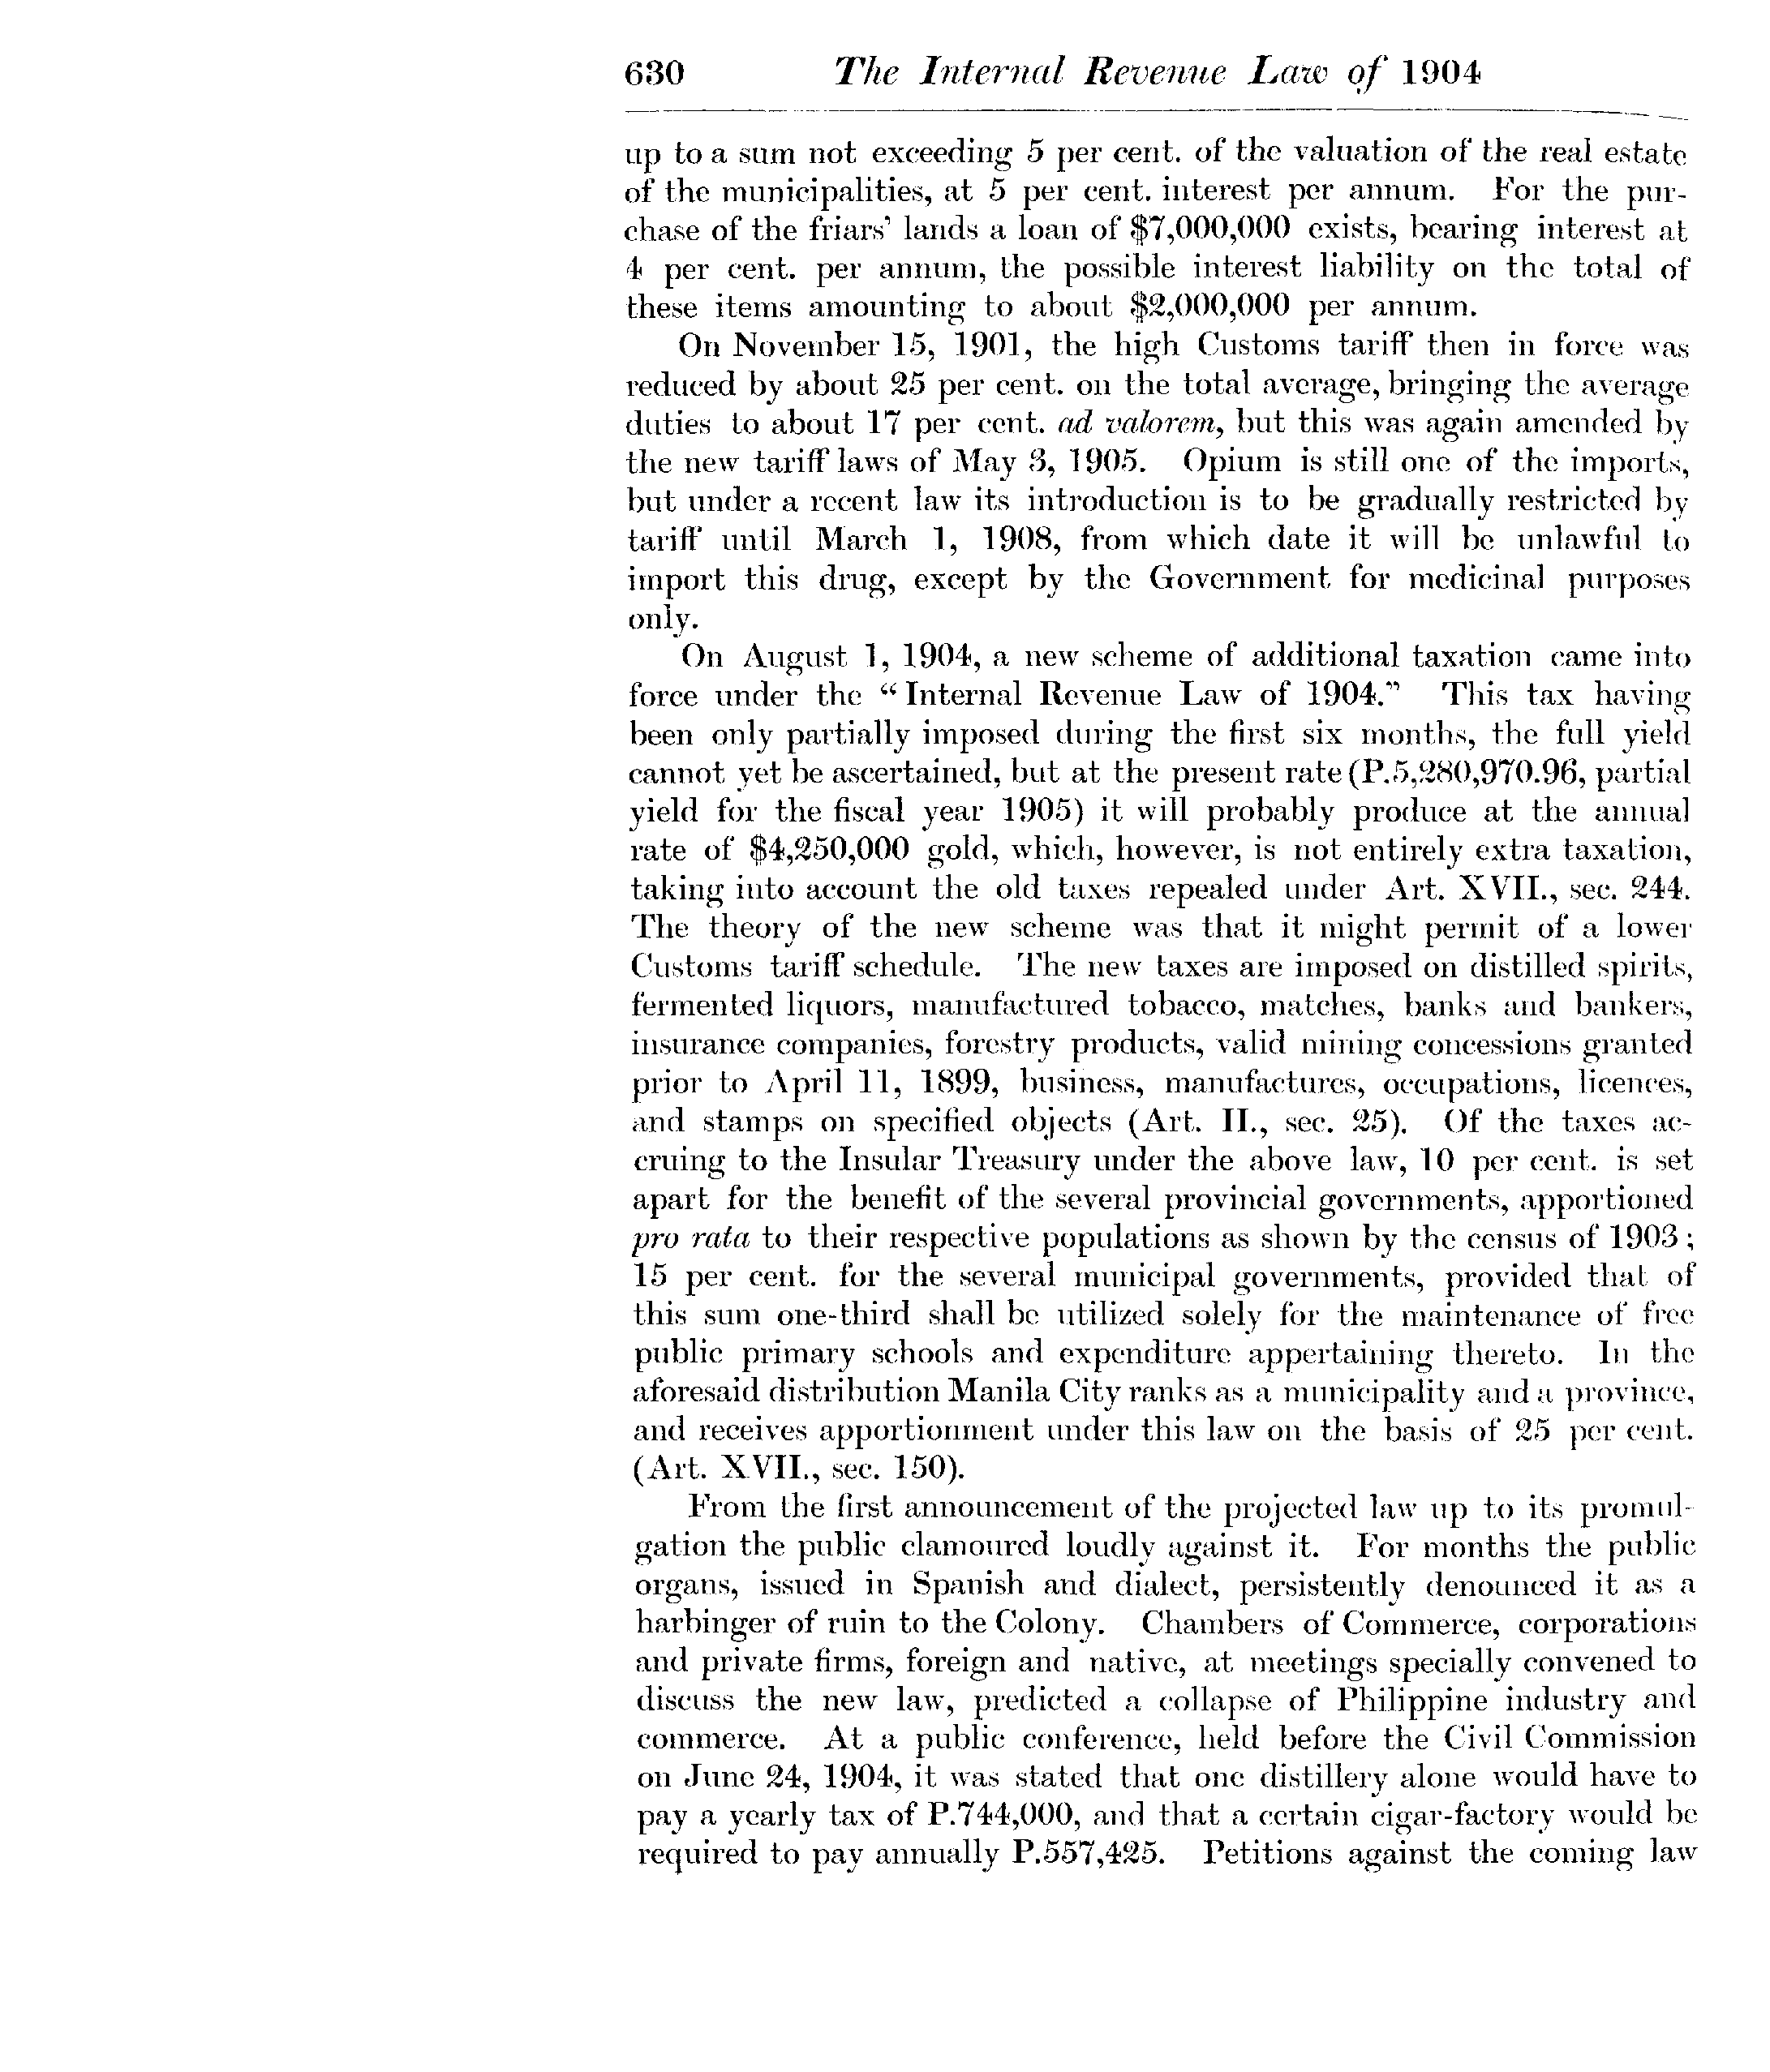 630 The Internal Revenue Law of 1904
up to a sum not exceeding 5 per cent. of the valuation of the real estate
of the municipalities, at 5 per cent. interest per annum. For the pur-
chase of the friars' lands a loan of $7,000,000 exists, bearing interest at
4 per cent. per annum, the possible interest liability on the total of
these items amounting to about $2,000,000 per annum.
On November 15, 1901, the high Customs tariff then in force was
reduced by about 25 per cent. on the total average, bringing the average
duties to about 17 per cent. ad valorem, but this was again amended by
the new tariff laws of May 3, 1905. Opium is still one of the imports,
but under a recent law its introduction is to be gradually restricted by
tariff until March 1, 1908, from which date it will be unlawful to
import this drug, except by the Government for medicinal purposes
only.
On August 1, 1904, a new scheme of additional taxation came into
force under the "Internal Revenue Law of 1904." This tax having
been only partially imposed during the first six months, the full yield
cannot yet be ascertained, but at the present rate (P.5,280,970.96, partial
yield for the fiscal year 1905) it will probably produce at the annual
rate of $4,250,000 gold, which, however, is not entirely extra taxation,
taking into account the old taxes repealed under Art. XVII., sec. 244.
The theory of the new scheme was that it might permit of a lower
Customs tariff schedule. The new taxes are imposed on distilled spirits,
fermented liquors, manufactured tobacco, matches, banks and bankers,
insurance companies, forestry products, valid mining concessions granted
prior to April 11, 1899, business, manufactures, occupations, licences,
and stamps on specified objects (Art. II., sec. 25). Of the taxes ac-
cruing to the Insular Treasury under the above law, 10 per cent. is set
apart for the benefit of the several provincial governments, apportioned
pro rata to their respective populations as shown by the census of 1903;
15 per cent. for the several municipal governments, provided that of
this sum one-third shall be utilized solely for the maintenance of free
public primary schools and expenditure appertaining thereto. In the
aforesaid distribution Manila City ranks as a municipality and a province,
and receives apportionment under this law on the basis of 25 per cent.
(Art. XVII., sec. 150).
From the first announcement of the projected law up to its promul-
gation the public clamoured loudly against it. For months the public
organs, issued in Spanish and dialect, persistently denounced it as a
harbinger of ruin to the Colony. Chambers of Commerce, corporations
and private firms, foreign and native, at meetings specially convened to
discuss the new law, predicted a collapse of Philippine industry and
commerce. At a public conference, held before the Civil Commission
on June 24, 1904, it was stated that one distillery alone would have to
pay a yearly tax of P.744,000, and that a certain cigar-factory would be
required to pay annually P.557,425. Petitions against the coming law